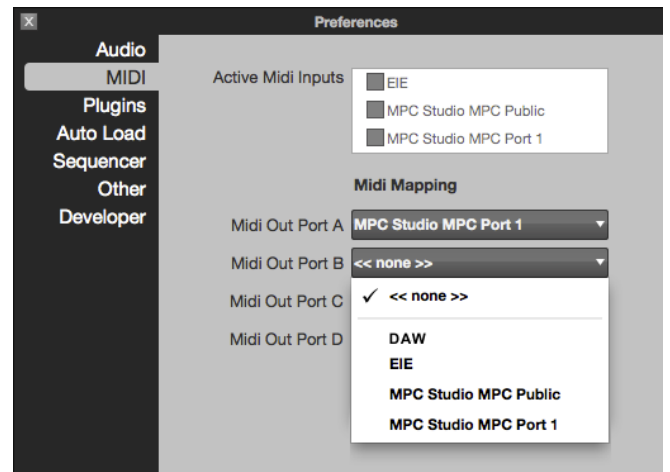 X
Preferences
Audio
MIDI
Plugins
Auto Load
Sequencer
Other
Developer
Active Midi Inputs
EIE
MPC Studio MPC Public
MPC Studio MPC Port 1
Midi Mapping
Midi Out Port A MPC Studio MPC Port 1
Midi Out Port B << none >>
Midi Out Port C
Midi Out Port D
✓ << none >>
DAW
EIE
MPC Studio MPC Public
MPC Studio MPC Port 1